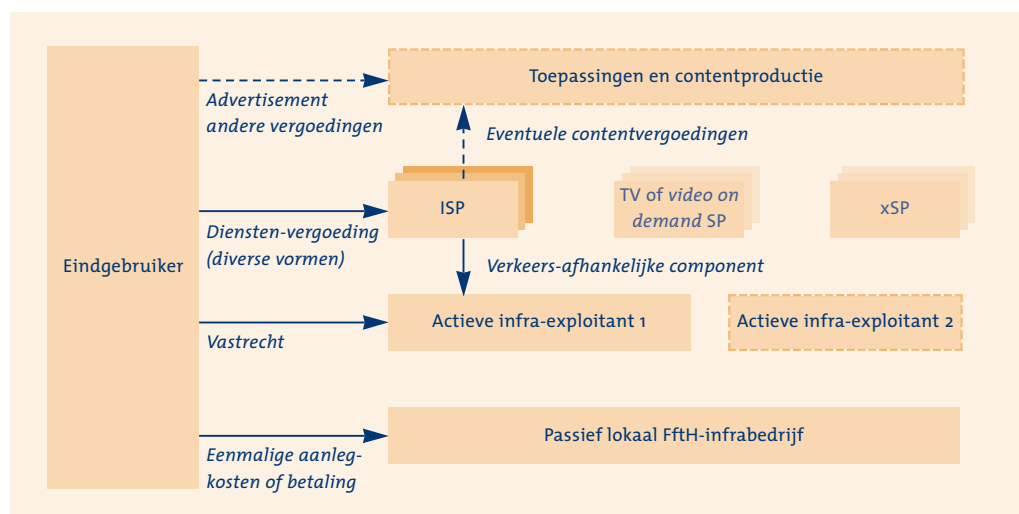 Toepassingen en contentproductie
Advertisement
andere vergoedingen
Eventuele contentvergoedingen
ISP
TV of video on
demand SP
xSP
Diensten-vergoeding
(diverse vormen)
Eindgebruiker
Verkeers-afhankelijke component
Actieve infra-exploitant 1
Actieve infra-exploitant 2
Vastrecht
Passief lokaal FftH-infrabedrijf
Eenmalige aanleg-
kosten of betaling